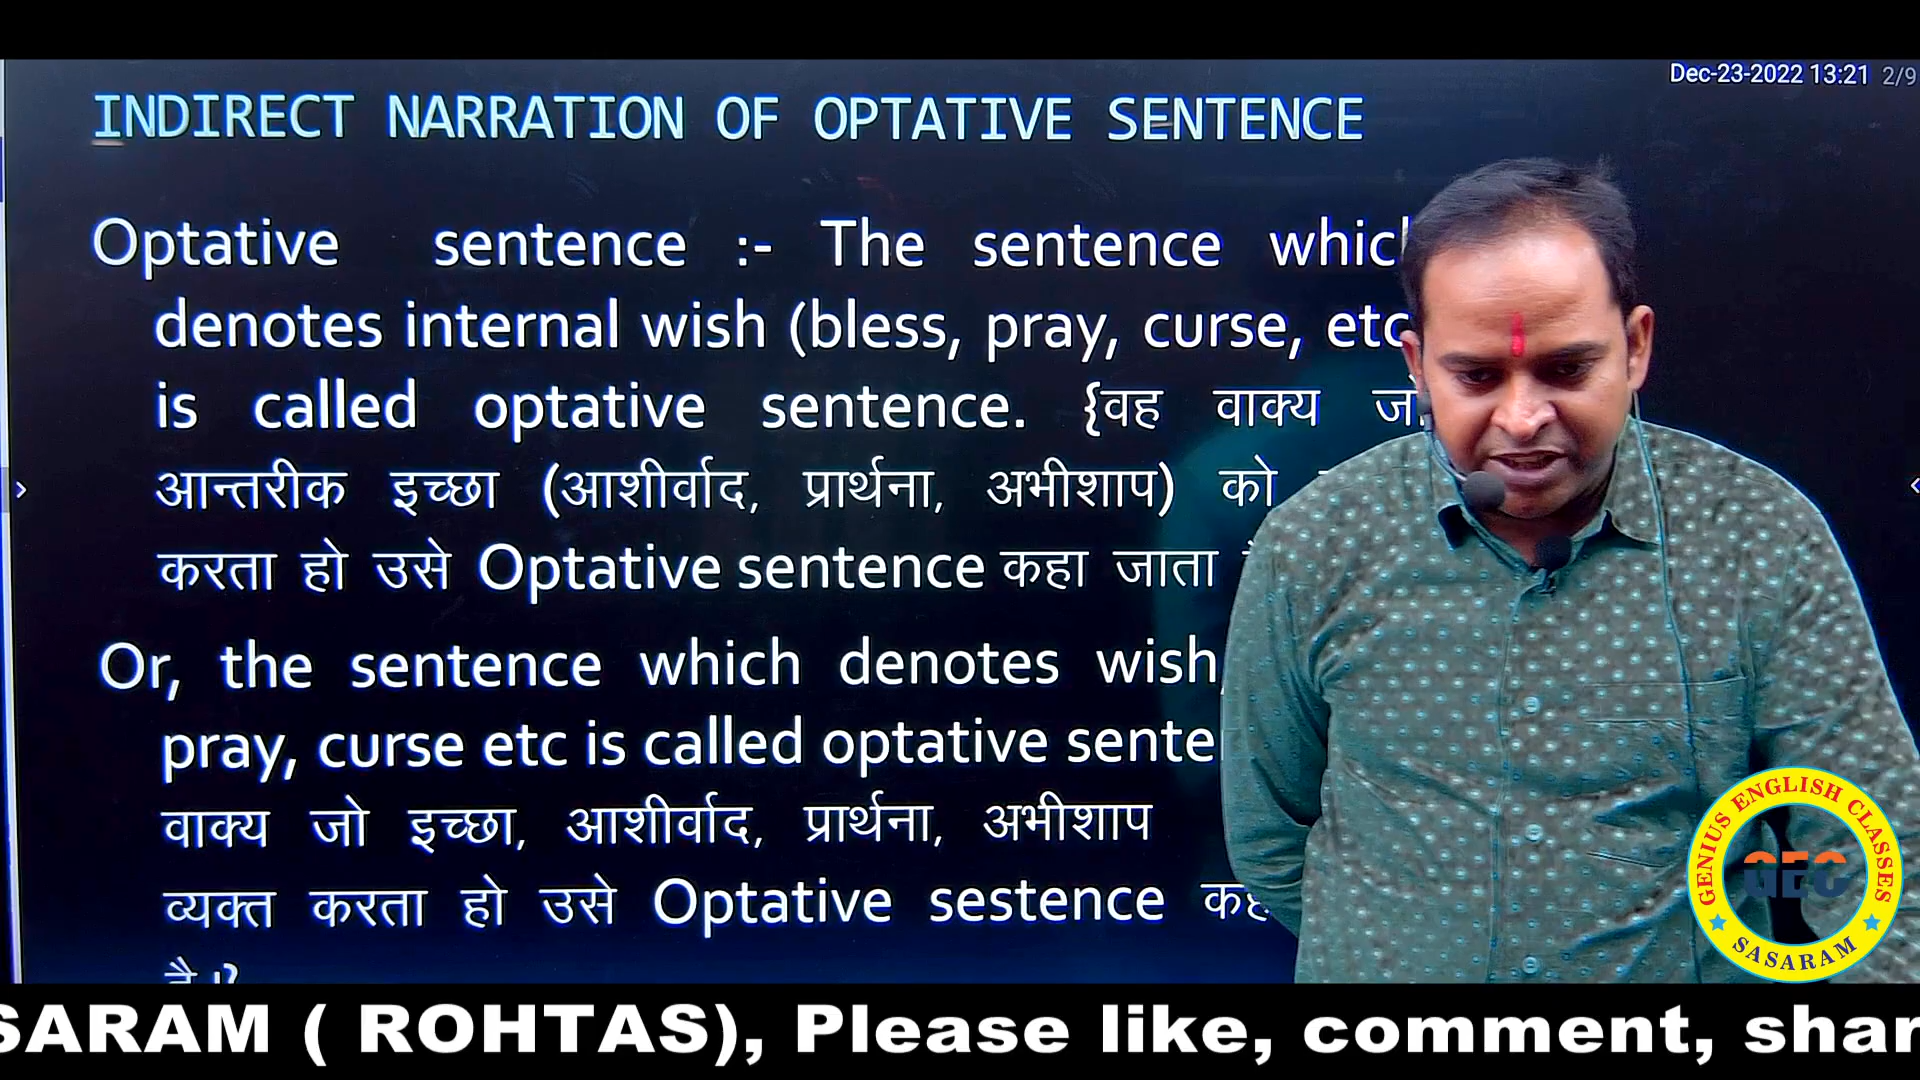 Dec-23-2022 13:21 2/9
INDIRECT NARRATION OF OPTATIVE SENTENCE
Optative sentence :- The sentence
denotes internal wish (bless, pray, curse, etc
is called optative sentence. {वह वाक्य जो
आन्तरीक इच्छा (आशीर्वाद, प्रार्थना, अभीशाप) को
करता हो उसे Optative sentence कहा जाता
Or, the sentence which denotes wish,
pray, curse etc is called optative
वाक्य जो इच्छा, आशीर्वाद, प्रार्थना, अभीशाप
व्यक्त करता हो उसे Optative sestence
है।}
GENIUS ENGLISH CLASSES
GEC
SASARAM
SARAM ( ROHTAS), Please like, comment, shar